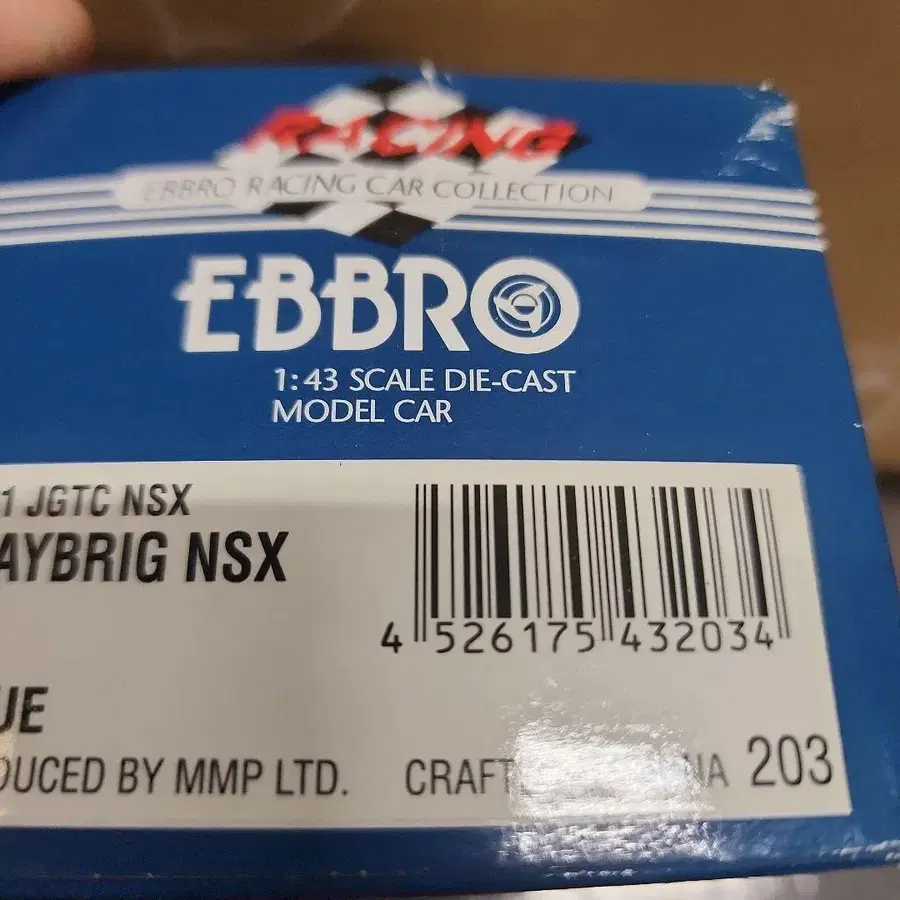 RACING
EBBRO RACING CAR COLLECTION
EBBRO
1:43 SCALE DIE-CAST
MODEL CAR
1 JGTC NSX
AYBRIG NSX
4 526175 432034
UE
DUCED BY MMP LTD.
CRAFT
NA 203